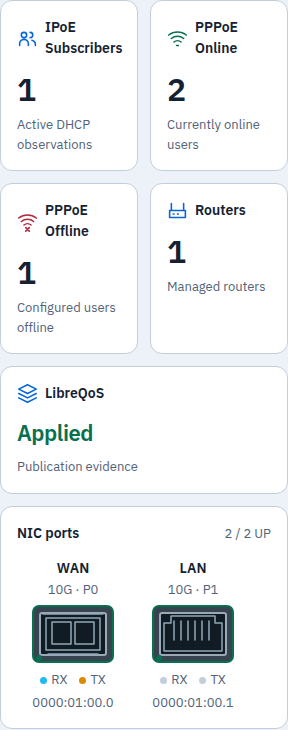 IPoE
Subscribers
1
Active DHCP
observations
PPPoE
Online
2
Currently online
users
PPPoE
Offline
1
Configured users
offline
Routers
1
Managed routers
LibreQoS
Applied
Publication evidence
NIC ports
2 / 2 UP
WAN
10G · P0
RX TX
0000:01:00.0
LAN
10G · P1
RX TX
0000:01:00.1